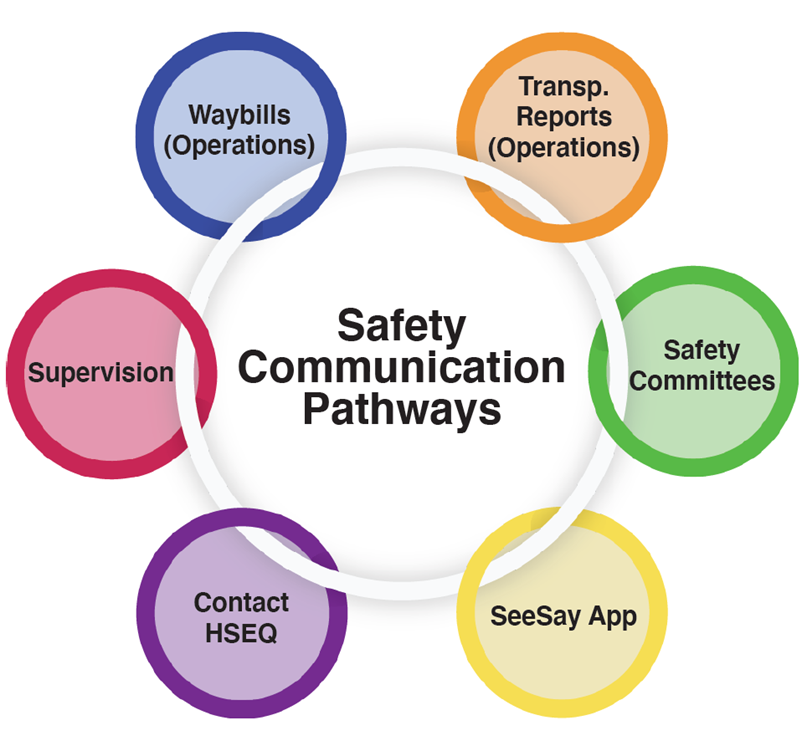 Waybills
(Operations)
Transp.
Reports
(Operations)
Supervision
Safety
Communication
Pathways
Safety
Committees
Contact
HSEQ
SeeSay App